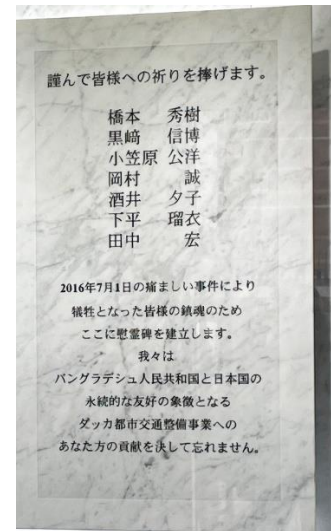 謹んで皆様への祈りを捧げます。
橋本 秀樹
黒﨑 信博
小笠原 公洋
岡村 誠
酒井 夕子
下平 瑠衣
田中 宏
2016年7月1日の痛ましい事件により
犠牲となった皆様の鎮魂のため
ここに慰霊碑を建立します。
我々は
バングラデシュ人民共和国と日本国の
永続的な友好の象徴となる
ダッカ都市交通整備事業への
あなた方の貢献を決して忘れません。